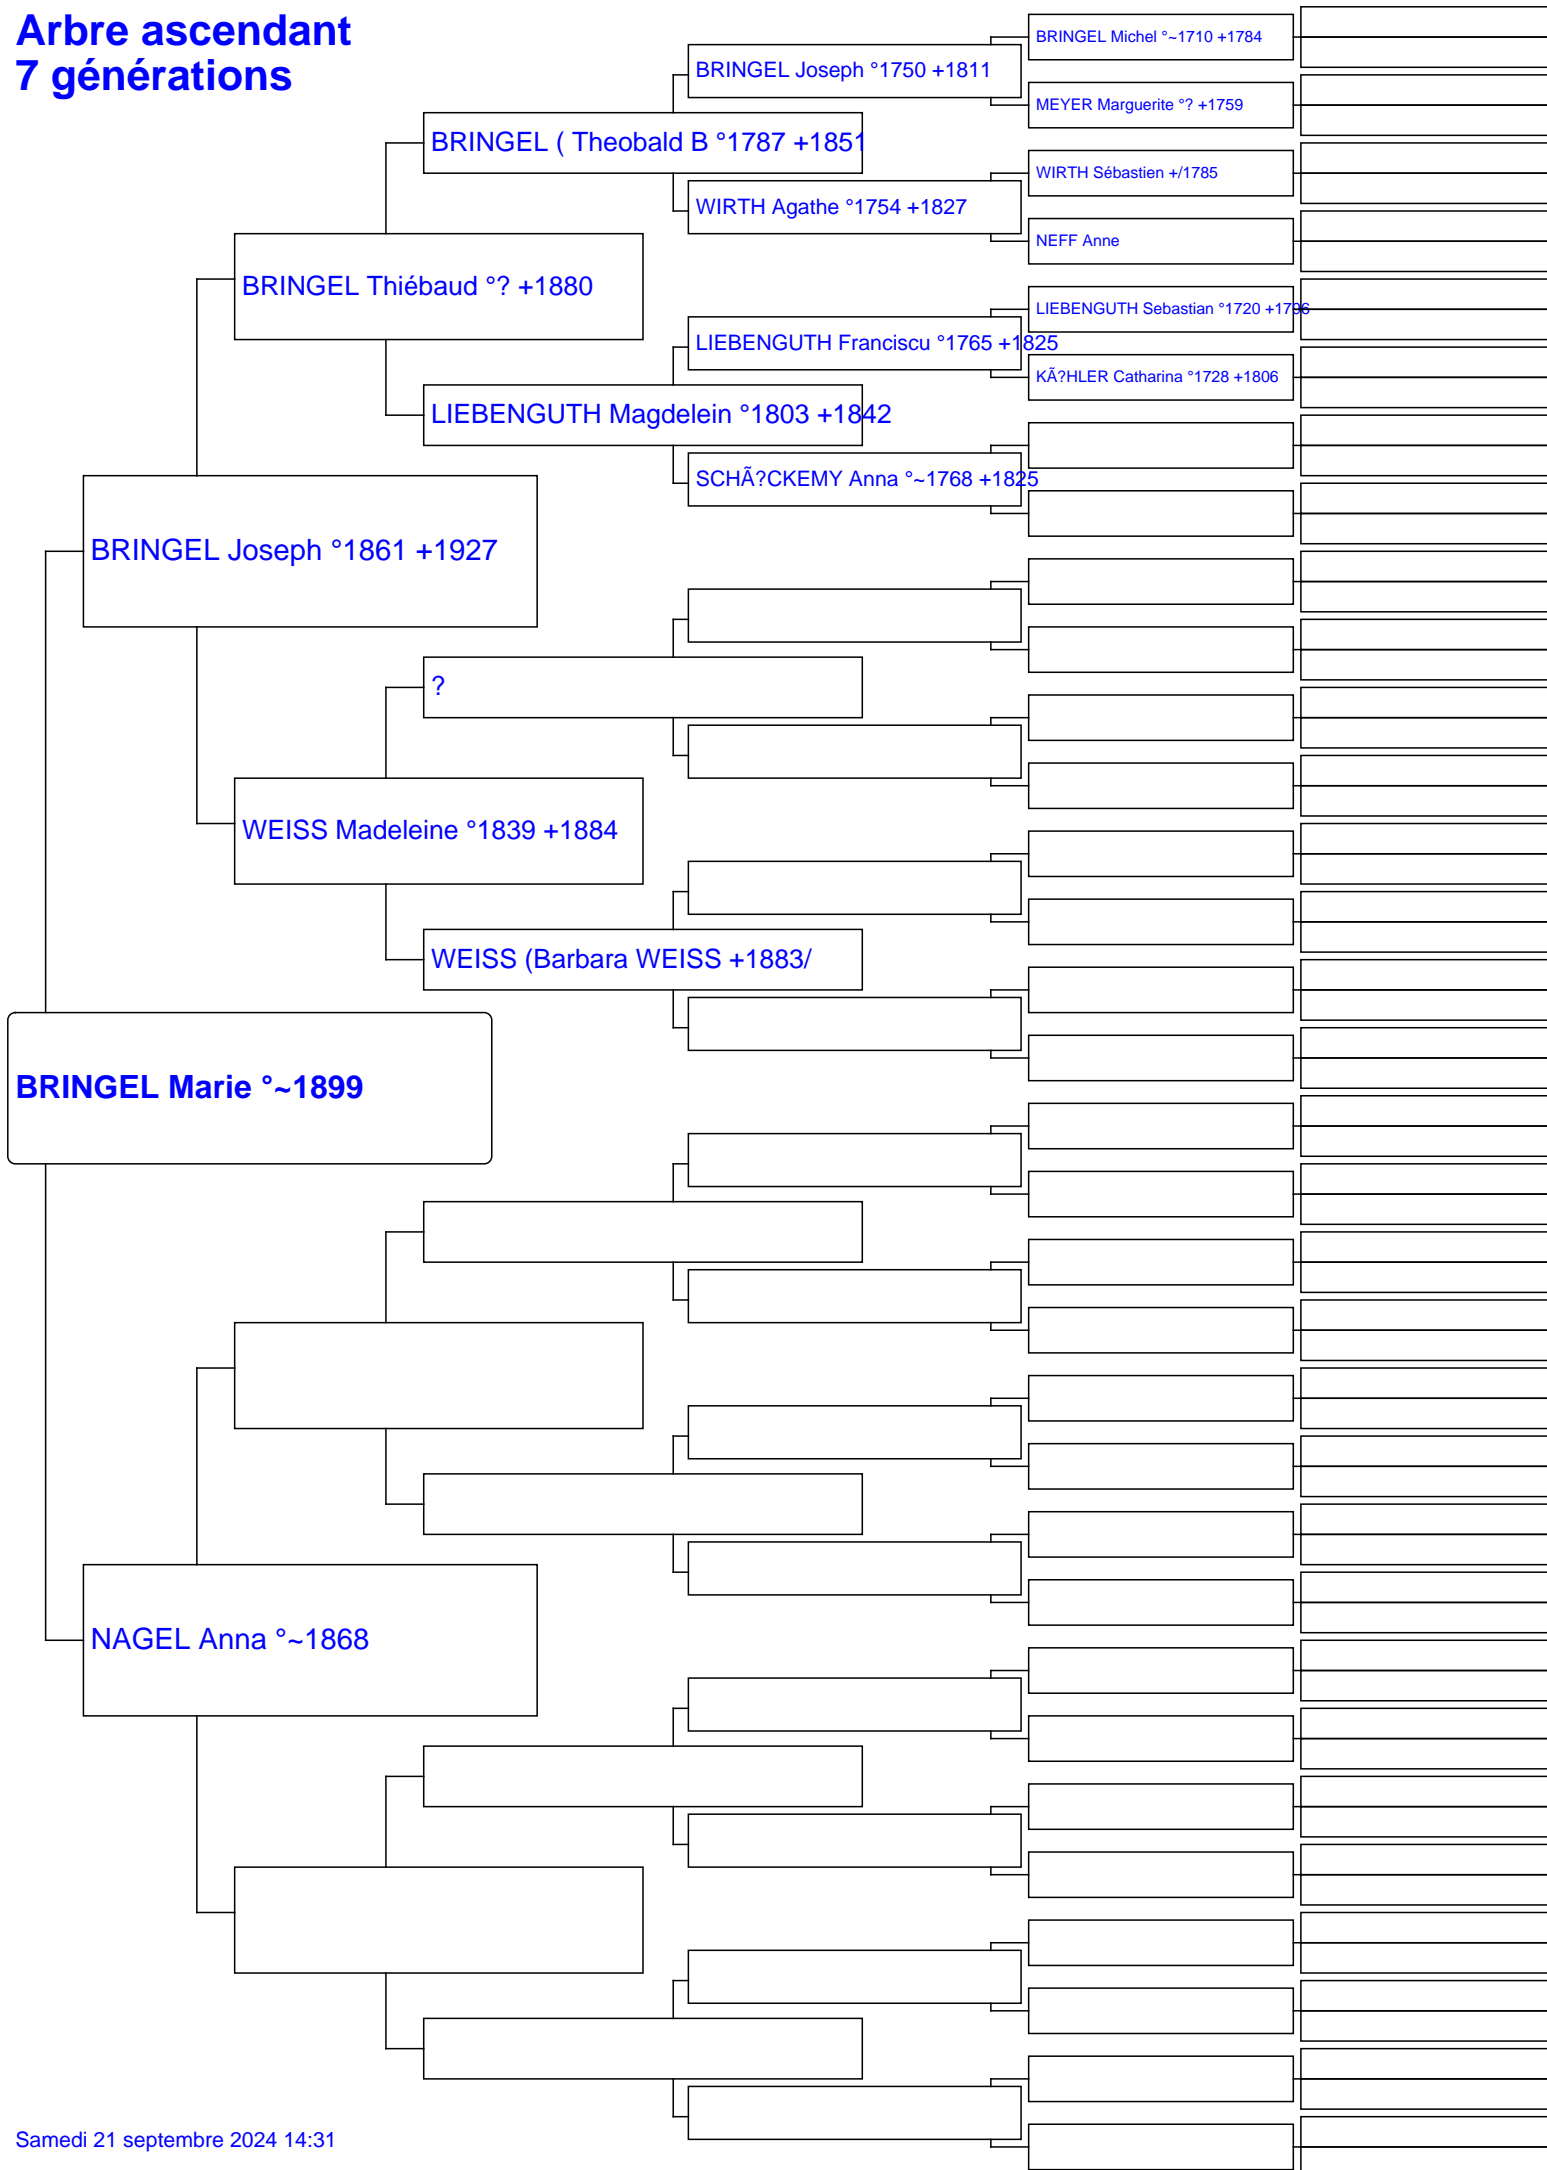 Arbre ascendant
7 générations
BRINGEL Michel °~1710 +1784
BRINGEL Joseph °1750 +1811
MEYER Marguerite °? +1759
BRINGEL ( Theobald B °1787 +1851
WIRTH Sébastien +/1785
WIRTH Agathe °1754 +1827
NEFF Anne
BRINGEL Thiébaud °? +1880
LIEBENGUTH Sebastian °1720 +1796
LIEBENGUTH Franciscu °1765 +1825
KÃ?HLER Catharina °1728 +1806
LIEBENGUTH Magdelein °1803 +1842
SCHÃ?CKEMY Anna °~1768 +1825
BRINGEL Joseph °1861 +1927
?
WEISS Madeleine °1839 +1884
WEISS (Barbara WEISS +1883/
BRINGEL Marie °~1899
NAGEL Anna °~1868
Samedi 21 septembre 2024 14:31